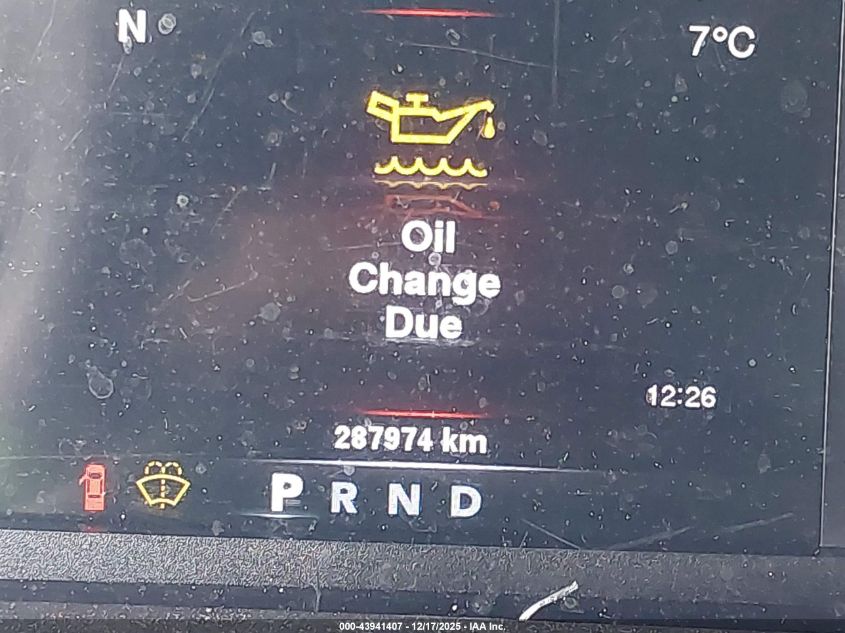 N
7°C
Oil
Change
Due
12:26
287974 km
P R N D
000-43941407 - 12/17/2025 - IAA Inc.